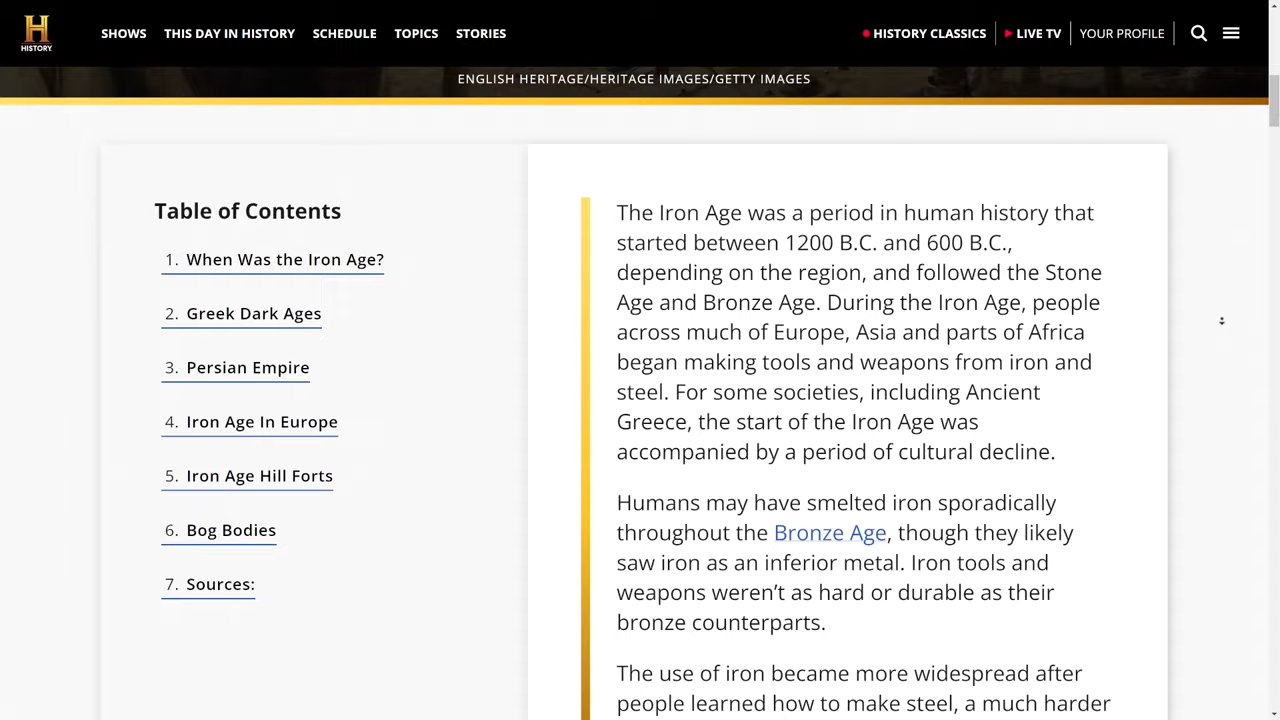 HISTORY.
SHOWS THIS DAY IN HISTORY SCHEDULE TOPICS STORIES HISTORY CLASSICS LIVE TV YOUR PROFILE
ENGLISH HERITAGE/HERITAGE IMAGES/GETTY IMAGES
Table of Contents
1. When Was the Iron Age?
2. Greek Dark Ages
3. Persian Empire
4. Iron Age In Europe
5. Iron Age Hill Forts
6. Bog Bodies
7. Sources:
The Iron Age was a period in human history that
started between 1200 B.C. and 600 B.C.,
depending on the region, and followed the Stone
Age and Bronze Age. During the Iron Age, people
across much of Europe, Asia and parts of Africa
began making tools and weapons from iron and
steel. For some societies, including Ancient
Greece, the start of the Iron Age was
accompanied by a period of cultural decline.
Humans may have smelted iron sporadically
throughout the Bronze Age, though they likely
saw iron as an inferior metal. Iron tools and
weapons weren’t as hard or durable as their
bronze counterparts.
The use of iron became more widespread after
people learned how to make steel, a much harder